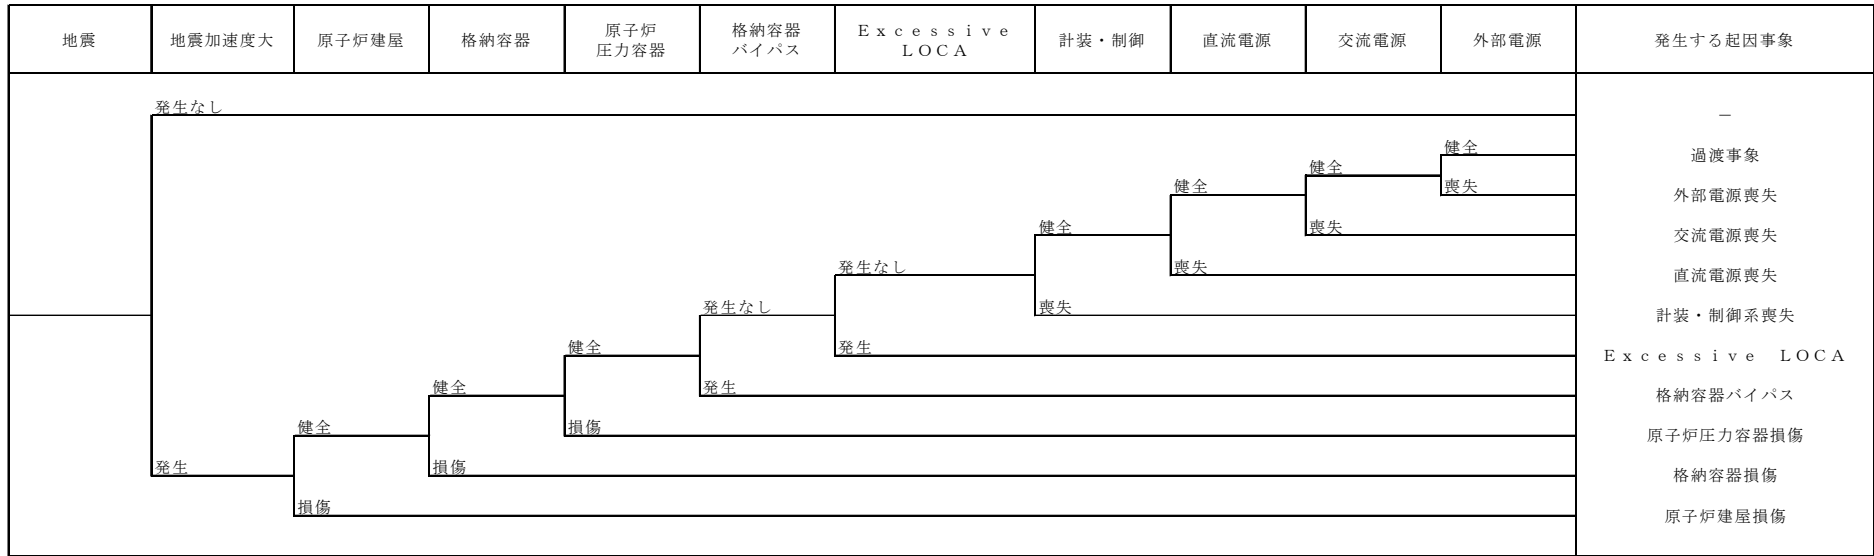 地震
地震加速度大
原子炉建屋
格納容器
原子炉
圧力容器
格納容器
バイパス
Ｅｘｃｅｓｓｉｖｅ
ＬＯＣＡ
計装・制御
直流電源
交流電源
外部電源
発生する起因事象
発生なし
－
健全
過渡事象
健全
健全
喪失
外部電源喪失
健全
喪失
交流電源喪失
発生なし
喪失
直流電源喪失
発生なし
喪失
計装・制御系喪失
健全
発生
Ｅｘｃｅｓｓｉｖｅ　ＬＯＣＡ
健全
発生
格納容器バイパス
健全
損傷
原子炉圧力容器損傷
発生
損傷
格納容器損傷
損傷
原子炉建屋損傷